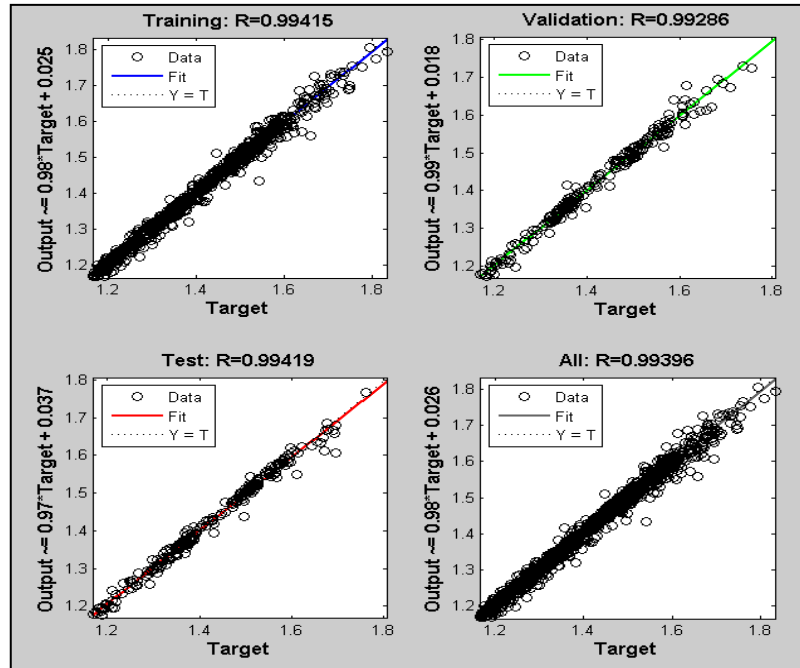 Training: R=0.99415
Output ~= 0.98*Target + 0.025
1.8
1.7
1.6
1.5
1.4
1.3
1.2
Data
Fit
Y = T
1.2 1.4 1.6 1.8
Target
Validation: R=0.99286
Output ~= 0.99*Target + 0.018
1.8
1.7
1.6
1.5
1.4
1.3
1.2
Data
Fit
Y = T
1.2 1.4 1.6 1.8
Target
Test: R=0.99419
Output ~= 0.97*Target + 0.037
1.8
1.7
1.6
1.5
1.4
1.3
1.2
Data
Fit
Y = T
1.2 1.4 1.6 1.8
Target
All: R=0.99396
Output ~= 0.98*Target + 0.026
1.8
1.7
1.6
1.5
1.4
1.3
1.2
Data
Fit
Y = T
1.2 1.4 1.6 1.8
Target